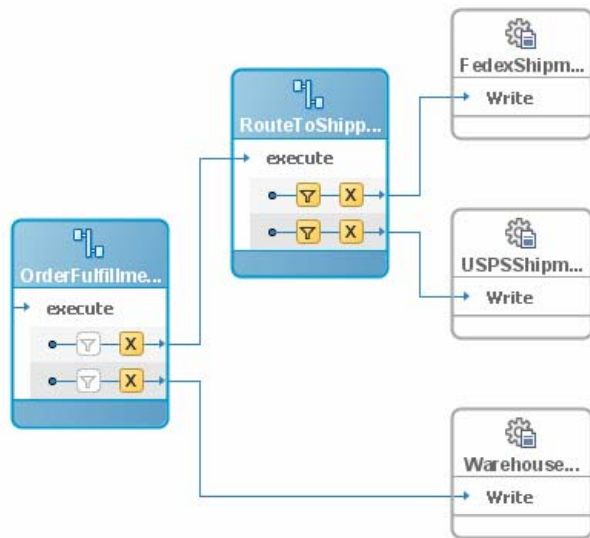 FedexShipm...
Write
RouteToShipp...
execute
X
X
USPSShipm...
Write
OrderFulfillme...
execute
X
X
Warehouse...
Write